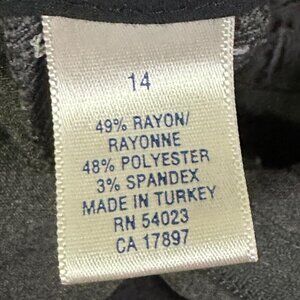 14
49% RAYON/
RAYONNE
48% POLYESTER
3% SPANDEX
MADE IN TURKEY
RN 54023
CA 17897